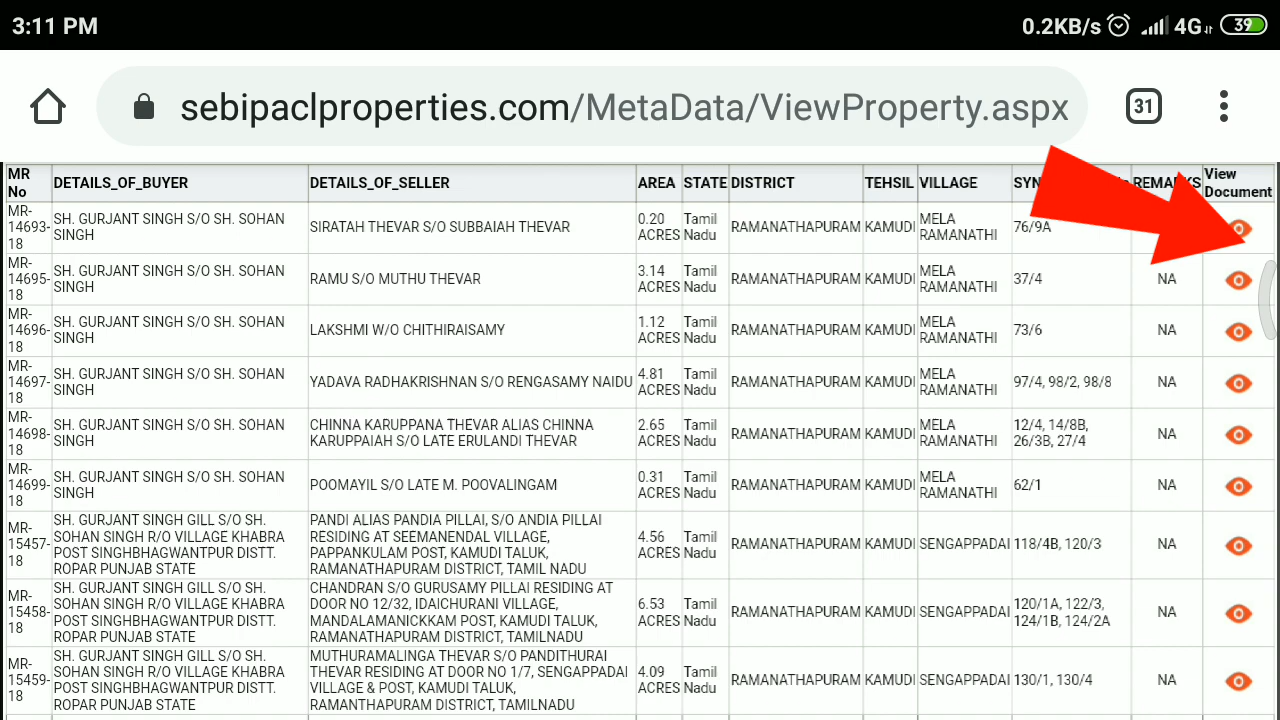 3:11 PM 0.2KB/s 4G 39
sebipaclproperties.com/MetaData/ViewProperty.aspx 31
MR No DETAILS_OF_BUYER DETAILS_OF_SELLER AREA STATE DISTRICT TEHSIL VILLAGE REMARKS View Document
MR-14693-18 SH. GURJANT SINGH S/O SH. SOHAN SINGH SIRATAH THEVAR S/O SUBBAIAH THEVAR 0.20 ACRES Tamil Nadu RAMANATHAPURAM KAMUDI MELA RAMANATHI 76/9A
MR-14695-18 SH. GURJANT SINGH S/O SH. SOHAN SINGH RAMU S/O MUTHU THEVAR 3.14 ACRES Tamil Nadu RAMANATHAPURAM KAMUDI MELA RAMANATHI 37/4 NA
MR-14696-18 SH. GURJANT SINGH S/O SH. SOHAN SINGH LAKSHMI W/O CHITHIRAISAMY 1.12 ACRES Tamil Nadu RAMANATHAPURAM KAMUDI MELA RAMANATHI 73/6 NA
MR-14697-18 SH. GURJANT SINGH S/O SH. SOHAN SINGH YADAVA RADHAKRISHNAN S/O RENGASAMY NAIDU 4.81 ACRES Tamil Nadu RAMANATHAPURAM KAMUDI MELA RAMANATHI 97/4, 98/2, 98/8 NA
MR-14698-18 SH. GURJANT SINGH S/O SH. SOHAN SINGH CHINNA KARUPPANA THEVAR ALIAS CHINNA KARUPPAIAH S/O LATE ERULANDI THEVAR 2.65 ACRES Tamil Nadu RAMANATHAPURAM KAMUDI MELA RAMANATHI 12/4, 14/8B, 26/3B, 27/4 NA
MR-14699-18 SH. GURJANT SINGH S/O SH. SOHAN SINGH POOMAYIL S/O LATE M. POOVALINGAM 0.31 ACRES Tamil Nadu RAMANATHAPURAM KAMUDI MELA RAMANATHI 62/1 NA
MR-15457-18 SH. GURJANT SINGH GILL S/O SH. SOHAN SINGH R/O VILLAGE KHABRA POST SINGHBHAGWANTPUR DISTT. ROPAR PUNJAB STATE PANDI ALIAS PANDIA PILLAI, S/O ANDIA PILLAI RESIDING AT SEEMANENDAL VILLAGE, PAPPANKULAM POST, KAMUDI TALUK, RAMANATHAPURAM DISTRICT, TAMIL NADU 4.56 ACRES Tamil Nadu RAMANATHAPURAM KAMUDI SENGAPPADAI 118/4B, 120/3 NA
MR-15458-18 SH. GURJANT SINGH GILL S/O SH. SOHAN SINGH R/O VILLAGE KHABRA POST SINGHBHAGWANTPUR DISTT. ROPAR PUNJAB STATE CHANDRAN S/O GURUSAMY PILLAI RESIDING AT DOOR NO 12/32, IDAICHURANI VILLAGE, MANDALAMANICKKAM POST, KAMUDI TALUK, RAMANATHAPURAM DISTRICT, TAMILNADU 6.53 ACRES Tamil Nadu RAMANATHAPURAM KAMUDI SENGAPPADAI 120/1A, 122/3, 124/1B, 124/2A NA
MR-15459-18 SH. GURJANT SINGH GILL S/O SH. SOHAN SINGH R/O VILLAGE KHABRA POST SINGHBHAGWANTPUR DISTT. ROPAR PUNJAB STATE MUTHURAMALINGA THEVAR S/O PANDITHURAI THEVAR RESIDING AT DOOR NO 1/7, SENGAPPADAI VILLAGE & POST, KAMUDI TALUK, RAMANTHAPURAM DISTRICT, TAMILNADU 4.09 ACRES Tamil Nadu RAMANATHAPURAM KAMUDI SENGAPPADAI 130/1, 130/4 NA